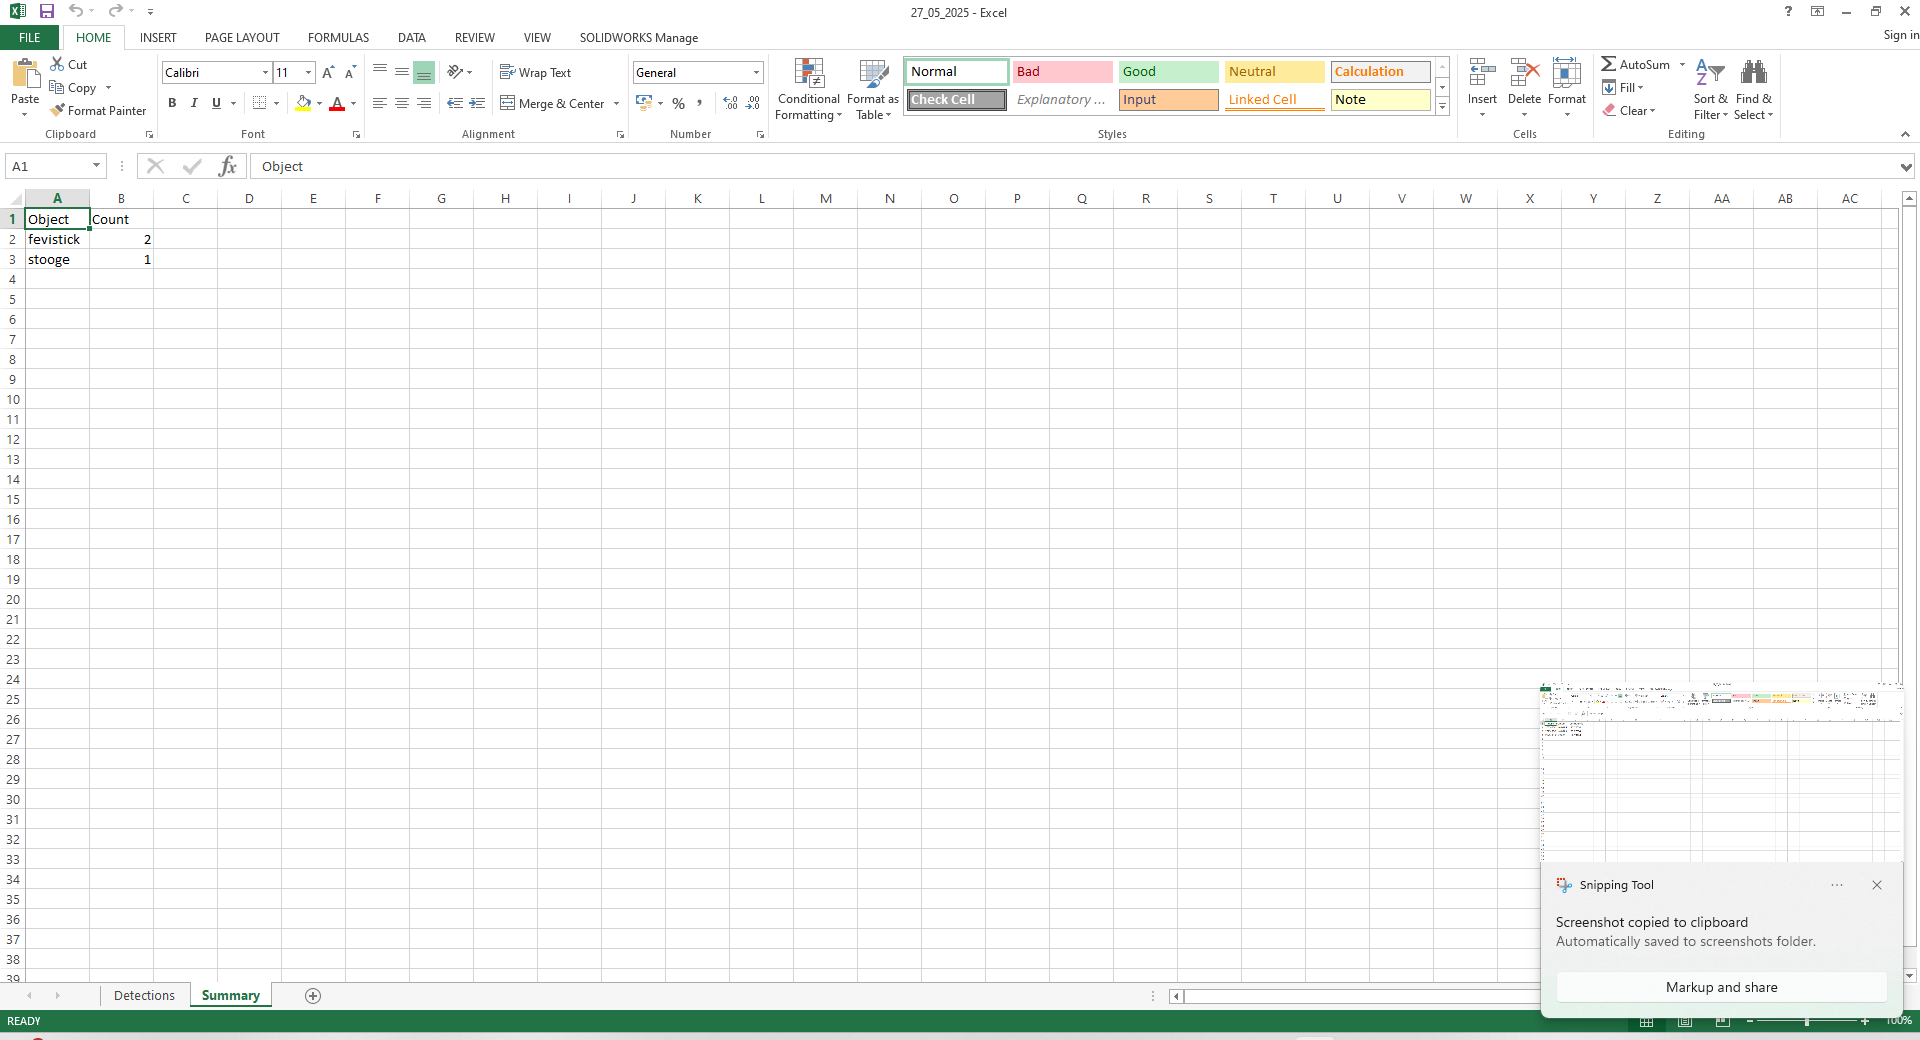 27_05_2025 - Excel
?
FILE HOME INSERT PAGE LAYOUT FORMULAS DATA REVIEW VIEW SOLIDWORKS Manage Sign in
Paste
Cut
Copy
Format Painter
Clipboard
Calibri 11
B I U
Font
Wrap Text
Merge & Center
Alignment
General
%
Number
Conditional Formatting
Format as Table
Normal Bad Good Neutral Calculation
Check Cell Explanatory ... Input Linked Cell Note
Styles
Insert Delete Format
Cells
AutoSum
Fill
Clear
Sort & Filter
Find & Select
Editing
A1 fx Object
A B C D E F G H I J K L M N O P Q R S T U V W X Y Z AA AB AC
1 Object Count
2 fevistick 2
3 stooge 1
4
5
6
7
8
9
10
11
12
13
14
15
16
17
18
19
20
21
22
23
24
25
26
27
28
29
30
31
32
33
34
35
36
37
38
39
Snipping Tool
Screenshot copied to clipboard
Automatically saved to screenshots folder.
Markup and share
Detections Summary
READY
100%